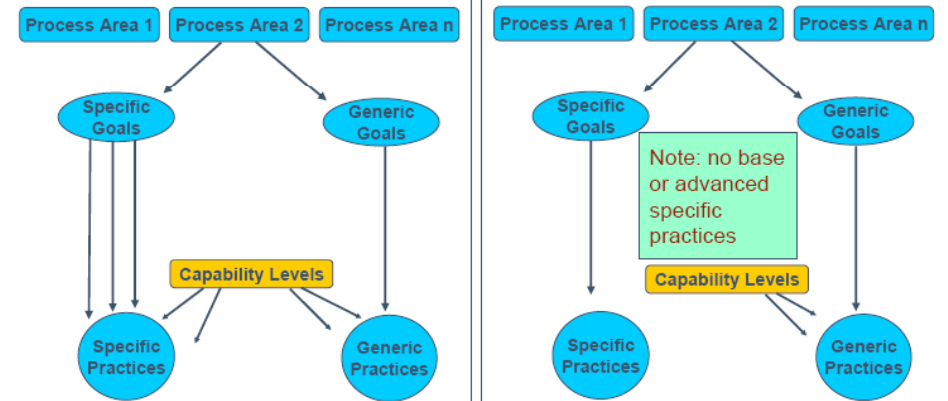 Process Area 1
Process Area 2
Process Area n
Specific
Goals
Generic
Goals
Capability Levels
Specific
Practices
Generic
Practices
Process Area 1
Process Area 2
Process Area n
Specific
Goals
Generic
Goals
Note: no base
or advanced
specific
practices
Capability Levels
Specific
Practices
Generic
Practices